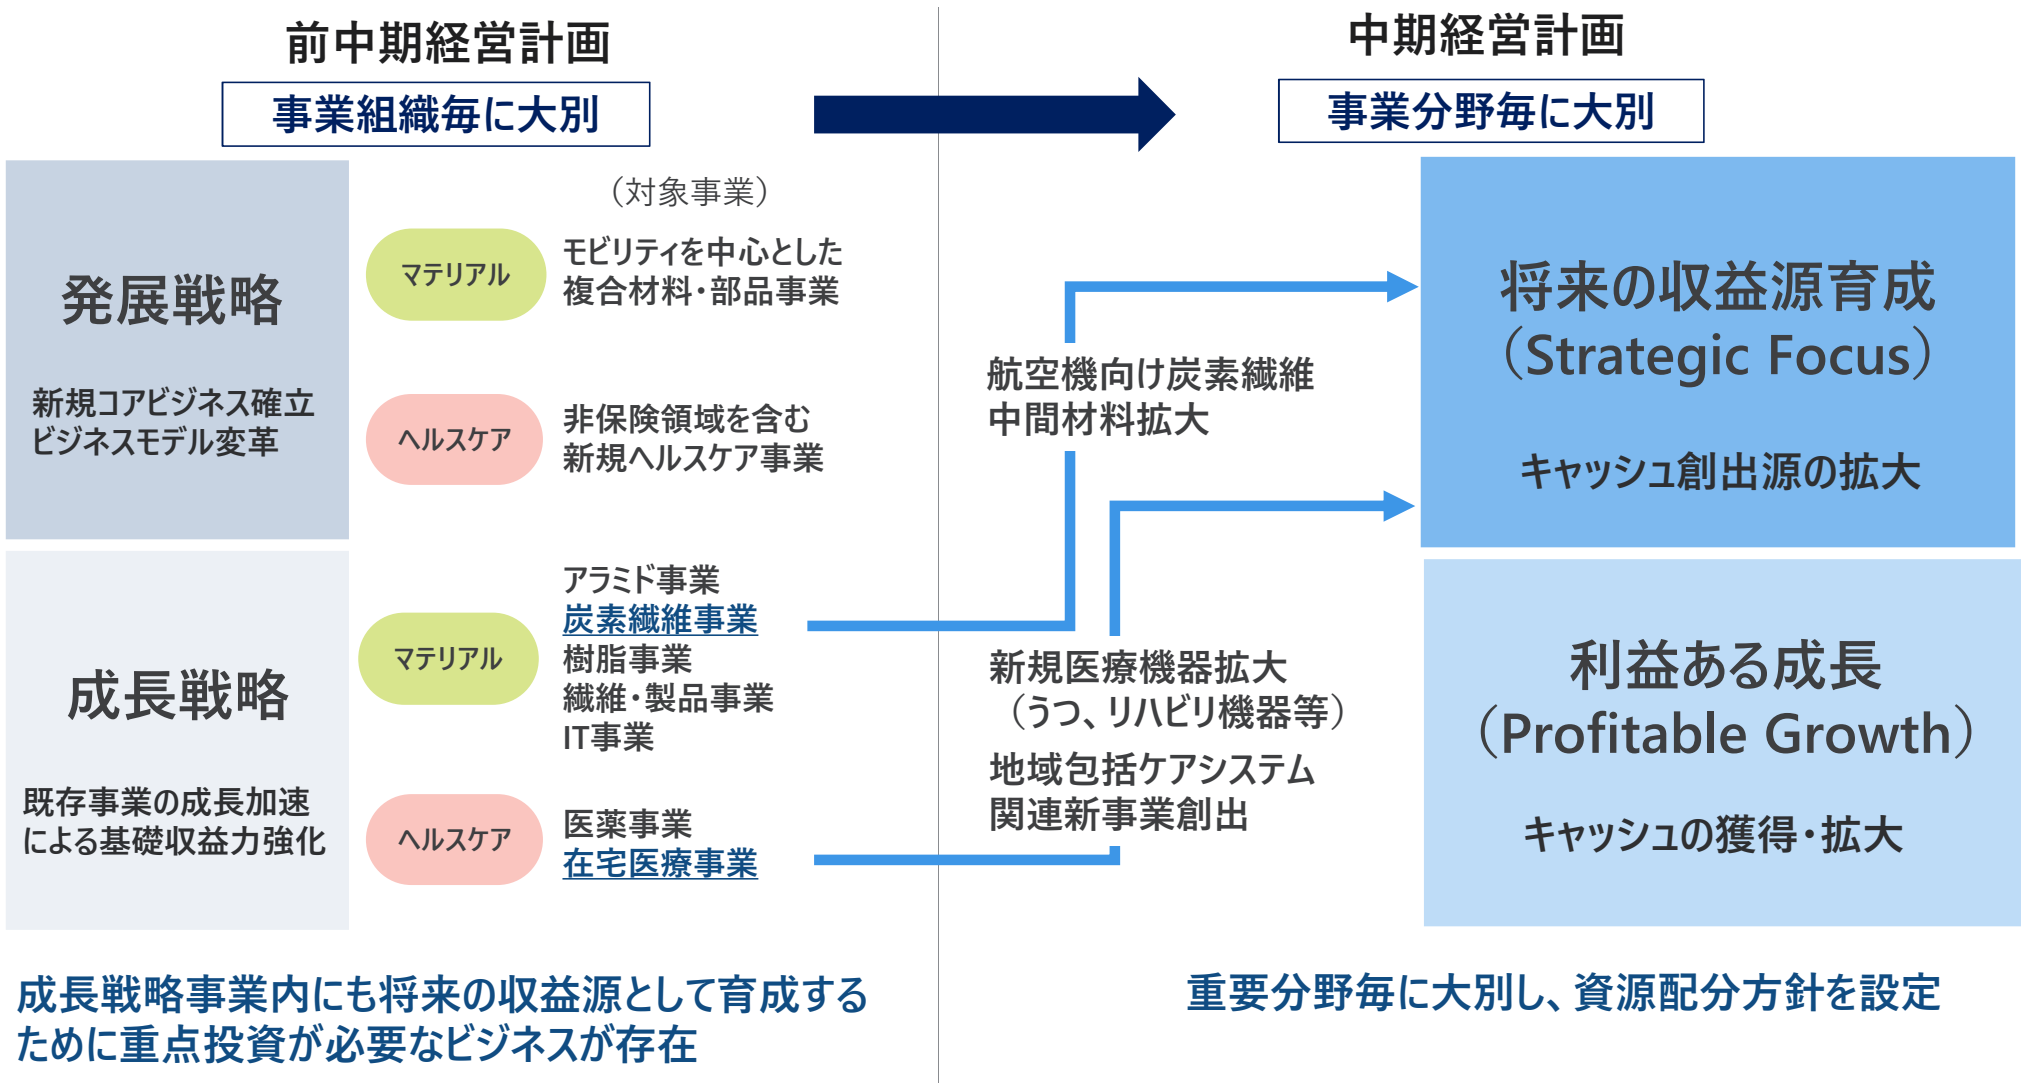 前中期経営計画
事業組織毎に大別
発展戦略
新規コアビジネス確立
ビジネスモデル変革
（対象事業）
マテリアル
モビリティを中心とした
複合材料・部品事業
ヘルスケア
非保険領域を含む
新規ヘルスケア事業
成長戦略
既存事業の成長加速
による基礎収益力強化
マテリアル
アラミド事業
炭素繊維事業
樹脂事業
繊維・製品事業
IT事業
ヘルスケア
医薬事業
在宅医療事業
成長戦略事業内にも将来の収益源として育成する
ために重点投資が必要なビジネスが存在
中期経営計画
事業分野毎に大別
航空機向け炭素繊維
中間材料拡大
新規医療機器拡大
（うつ、リハビリ機器等）
地域包括ケアシステム
関連新事業創出
将来の収益源育成
（Strategic Focus）
キャッシュ創出源の拡大
利益ある成長
（Profitable Growth）
キャッシュの獲得・拡大
重要分野毎に大別し、資源配分方針を設定